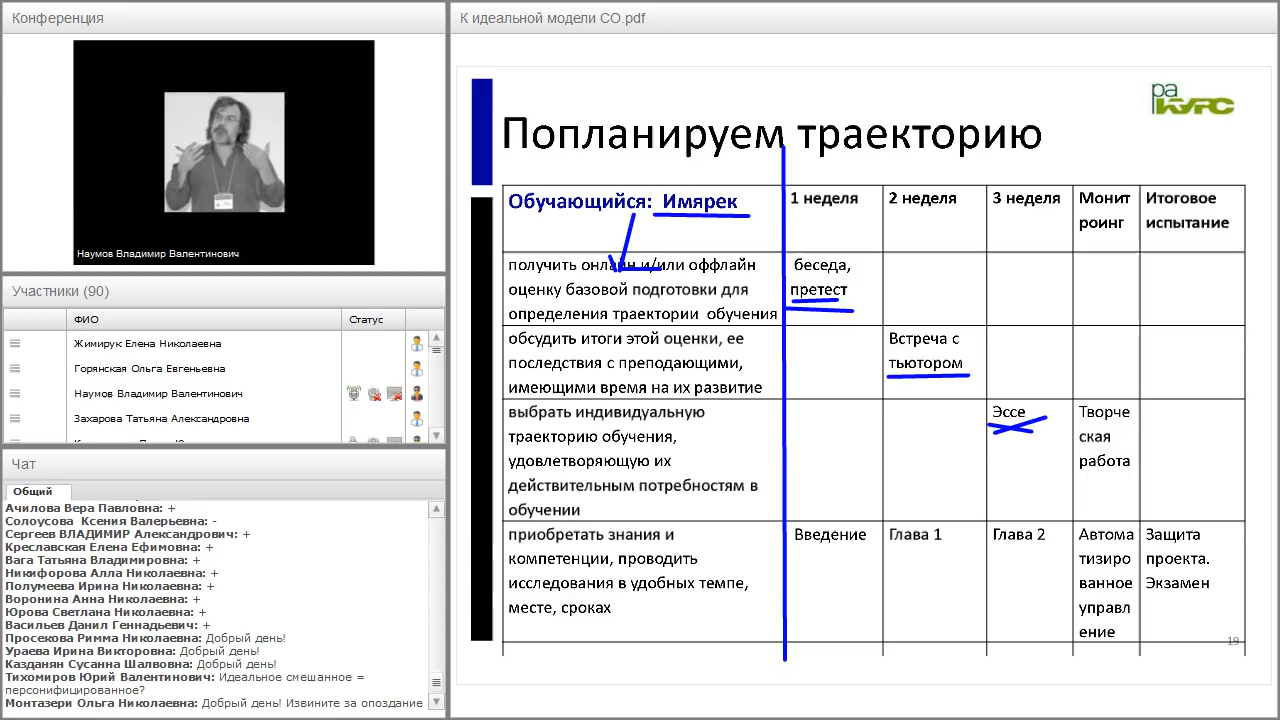 Конференция
Наумов Владимир Валентинович
Участники (90)
ФИО
Статус
Жимирук Елена Николаевна
Горянская Ольга Евгеньевна
Наумов Владимир Валентинович
Захарова Татьяна Александровна
Чат
Общий
Ачилова Вера Павловна: +
Солоусова Ксения Валерьевна: -
Сергеев ВЛАДИМИР Александрович: +
Креславская Елена Ефимовна: +
Вага Татьяна Владимировна: +
Никифорова Алла Николаевна: +
Полумеева Ирина Николаевна: +
Воронина Анна Николаевна: +
Юрова Светлана Николаевна: +
Васильев Данил Геннадьевич: +
Просекова Римма Николаевна: Добрый день!
Ураева Ирина Викторовна: Добрый день!
Казданян Сусанна Шалвовна: Добрый день!
Тихомиров Юрий Валентинович: Идеальное смешанное =
персонифицированное?
Монтазери Ольга Николаевна: Добрый день! Извините за опоздание
К идеальной модели СО.pdf
ра
КУРС
Попланируем траекторию
Обучающийся: Имярек
1 неделя
2 неделя
3 неделя
Монит
роинг
Итоговое
испытание
получить онлайн и/или оффлайн
оценку базовой подготовки для
определения траектории обучения
беседа,
претест
обсудить итоги этой оценки, ее
последствия с преподающими,
имеющими время на их развитие
Встреча с
тьютором
выбрать индивидуальную
траекторию обучения,
удовлетворяющую их
действительным потребностям в
обучении
Эссе
Творче
ская
работа
приобретать знания и
компетенции, проводить
исследования в удобных темпе,
месте, сроках
Введение
Глава 1
Глава 2
Автома
тизиро
ванное
управл
ение
Защита
проекта.
Экзамен
19